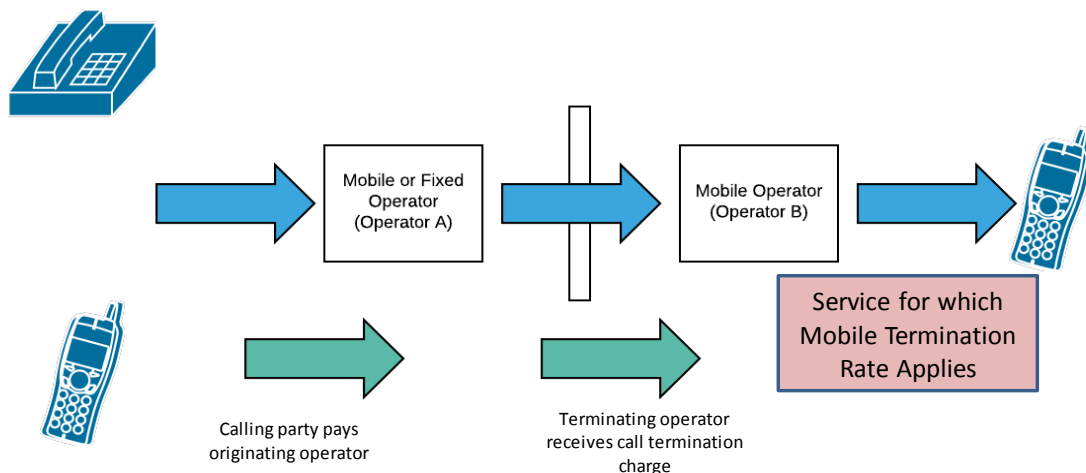 Mobile or Fixed
Operator
(Operator A)
Mobile Operator
(Operator B)
Service for which
Mobile Termination
Rate Applies
Calling party pays
originating operator
Terminating operator
receives call termination
charge